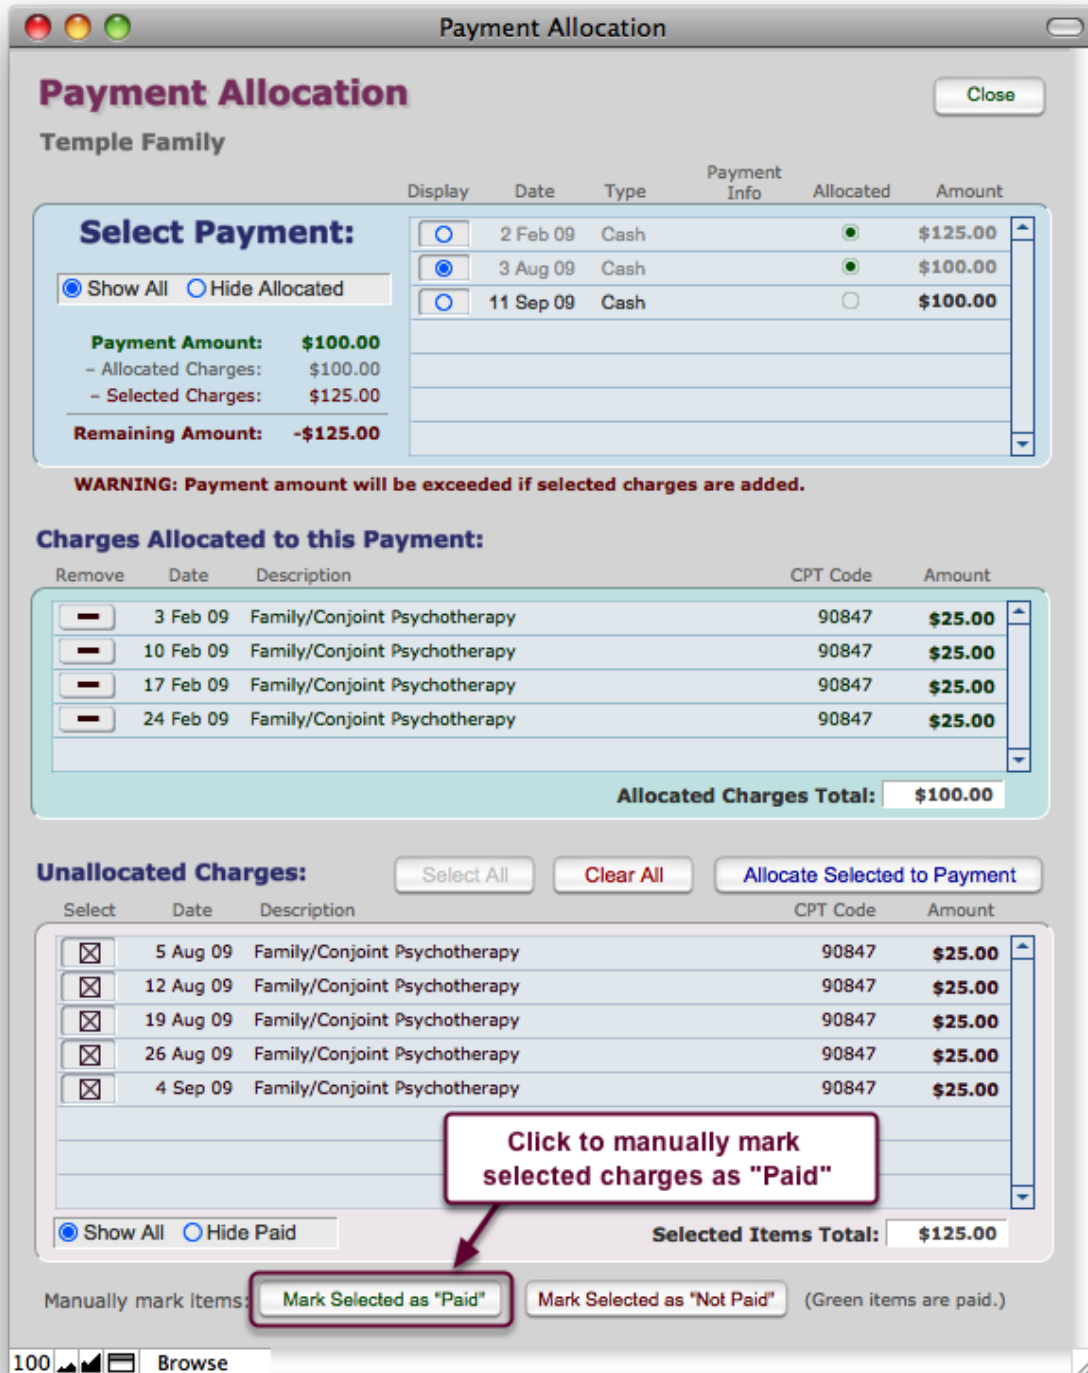 Payment Allocation
Payment Allocation
Close
Temple Family
Display Date Type Payment Info Allocated Amount
Select Payment:
2 Feb 09 Cash $125.00
3 Aug 09 Cash $100.00
Show All Hide Allocated
11 Sep 09 Cash $100.00
Payment Amount: $100.00
– Allocated Charges: $100.00
– Selected Charges: $125.00
Remaining Amount: -$125.00
WARNING: Payment amount will be exceeded if selected charges are added.
Charges Allocated to this Payment:
Remove Date Description CPT Code Amount
3 Feb 09 Family/Conjoint Psychotherapy 90847 $25.00
10 Feb 09 Family/Conjoint Psychotherapy 90847 $25.00
17 Feb 09 Family/Conjoint Psychotherapy 90847 $25.00
24 Feb 09 Family/Conjoint Psychotherapy 90847 $25.00
Allocated Charges Total: $100.00
Unallocated Charges: Select All Clear All Allocate Selected to Payment
Select Date Description CPT Code Amount
5 Aug 09 Family/Conjoint Psychotherapy 90847 $25.00
12 Aug 09 Family/Conjoint Psychotherapy 90847 $25.00
19 Aug 09 Family/Conjoint Psychotherapy 90847 $25.00
26 Aug 09 Family/Conjoint Psychotherapy 90847 $25.00
4 Sep 09 Family/Conjoint Psychotherapy 90847 $25.00
Click to manually mark
selected charges as "Paid"
Show All Hide Paid Selected Items Total: $125.00
Manually mark items: Mark Selected as "Paid" Mark Selected as "Not Paid" (Green items are paid.)
100 Browse